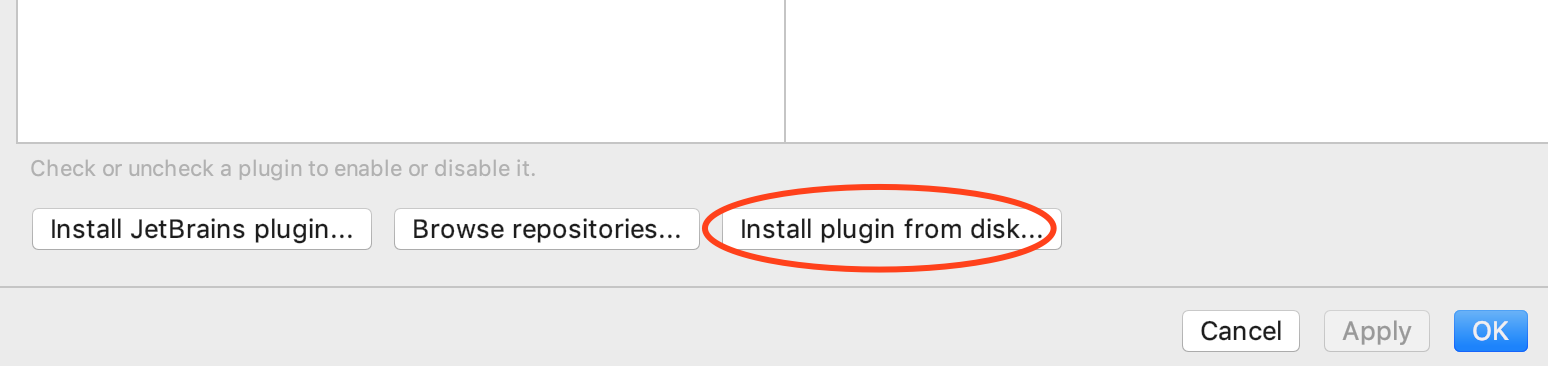 Check or uncheck a plugin to enable or disable it.
Install JetBrains plugin...
Browse repositories...
Install plugin from disk...
Cancel
Apply
OK